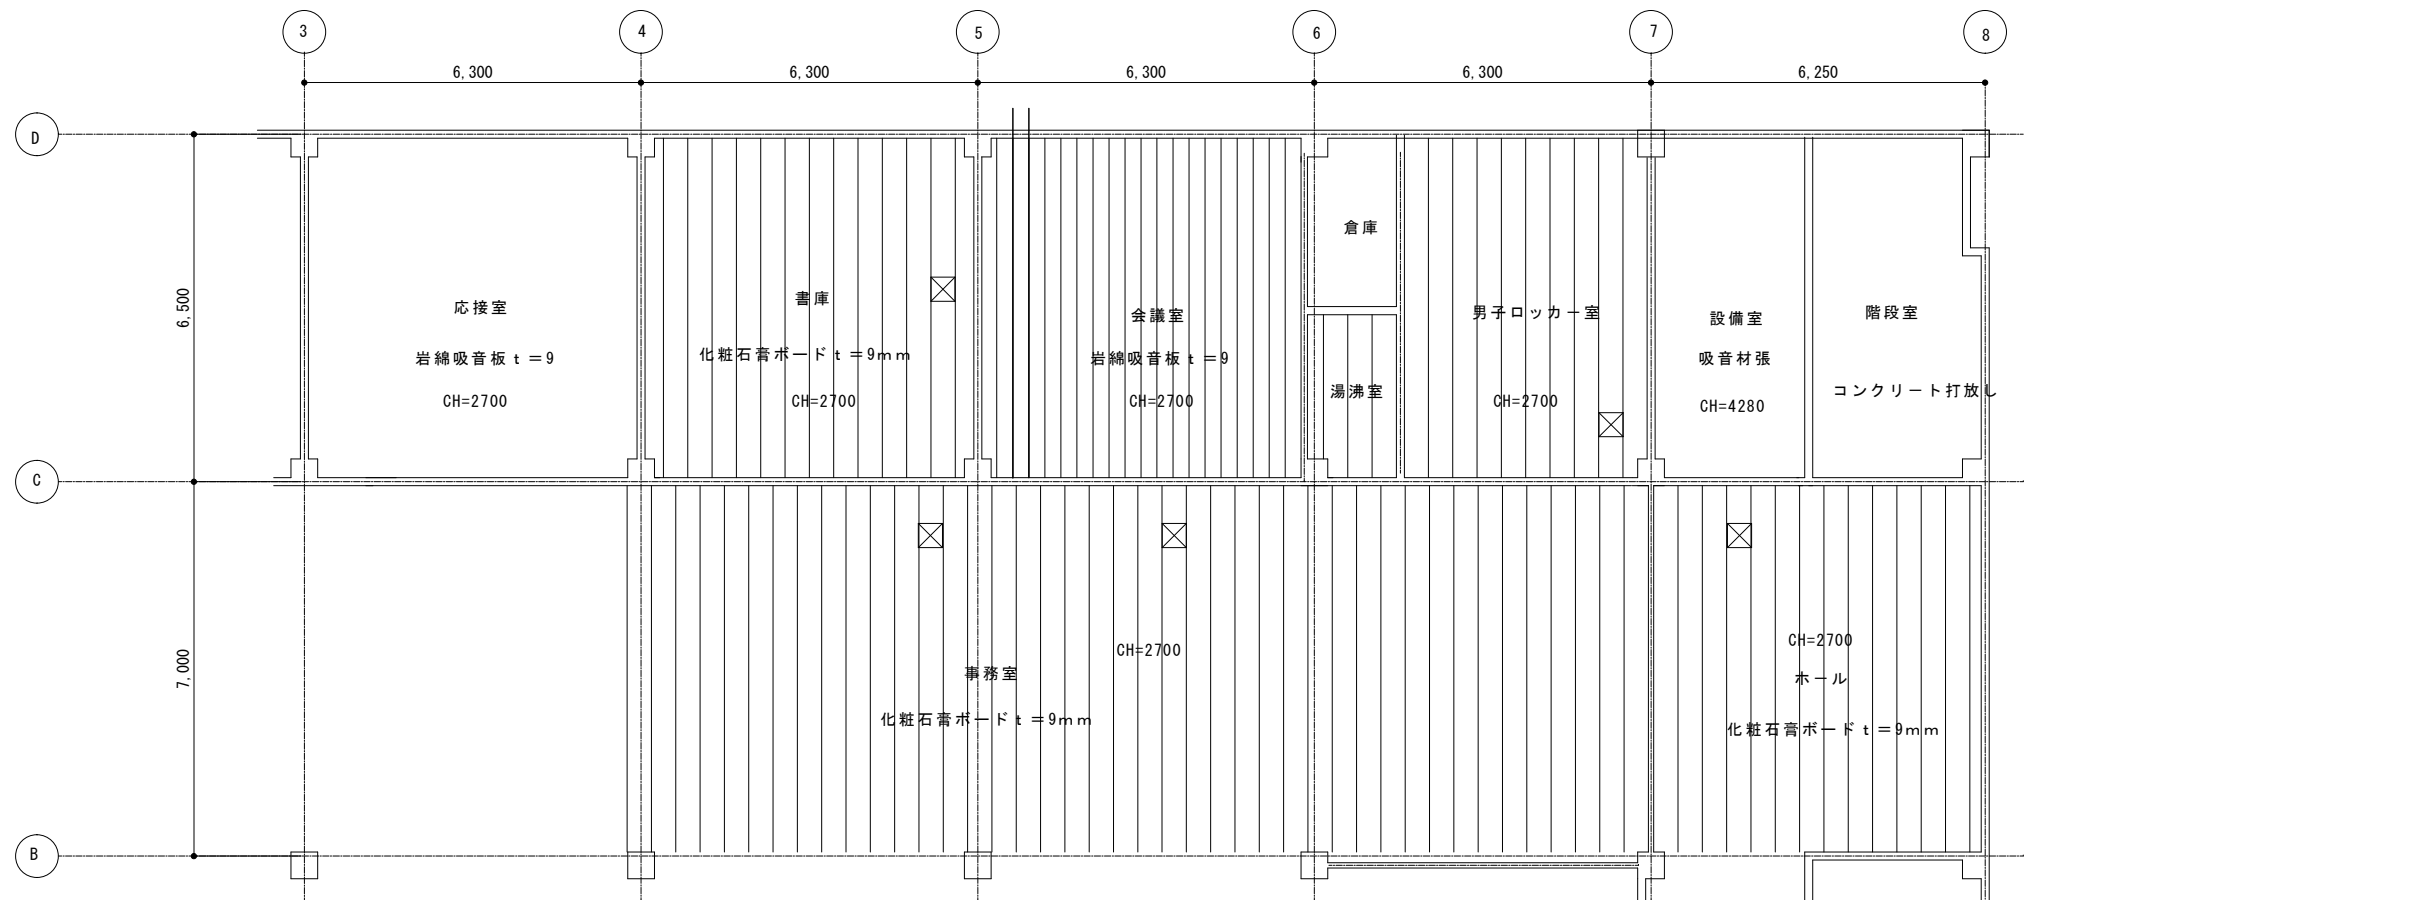 3
4
5
6
7
8
6,300
6,300
6,300
6,300
6,250
D
倉庫
6,500
応接室
書庫
会議室
男子ロッカー室
設備室
階段室
岩綿吸音板ｔ＝9
化粧石膏ボードｔ＝9ｍｍ
岩綿吸音板ｔ＝9
吸音材張
湯沸室
コンクリート打放し
CH=2700
CH=2700
CH=2700
CH=2700
CH=4280
C
7,000
CH=2700
事務室
化粧石膏ボードｔ＝9ｍｍ
CH=2700
ホール
化粧石膏ボードｔ＝9ｍｍ
B